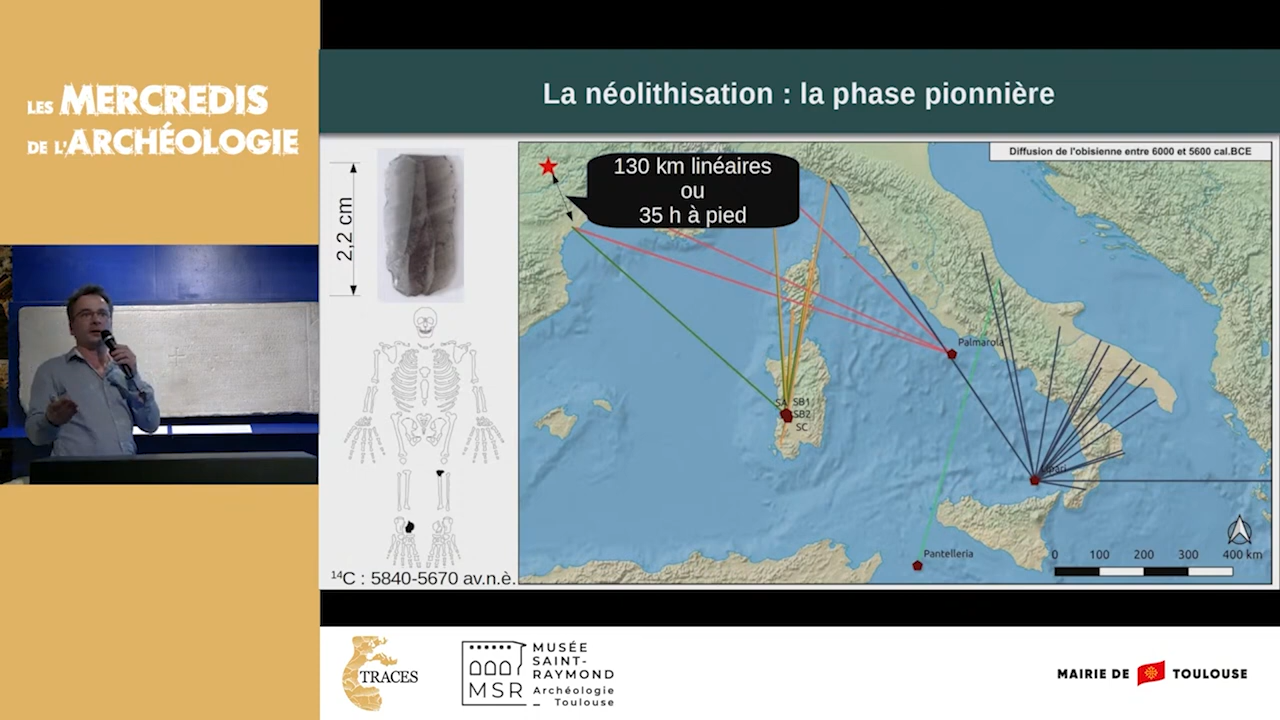 LES MERCREDIS
DE L'ARCHÉOLOGIE
La néolithisation : la phase pionnière
Diffusion de l'obisienne entre 6000 et 5600 cal.BCE
130 km linéaires
ou
35 h à pied
2,2 cm
Palmarola
SA SB1
SB2
SC
Lipari
Pantelleria
0 100 200 300 400 km
14C : 5840-5670 av.n.è.
TRACES
MUSÉE
SAINT-
RAYMOND
MSR
Archéologie
Toulouse
MAIRIE DE TOULOUSE